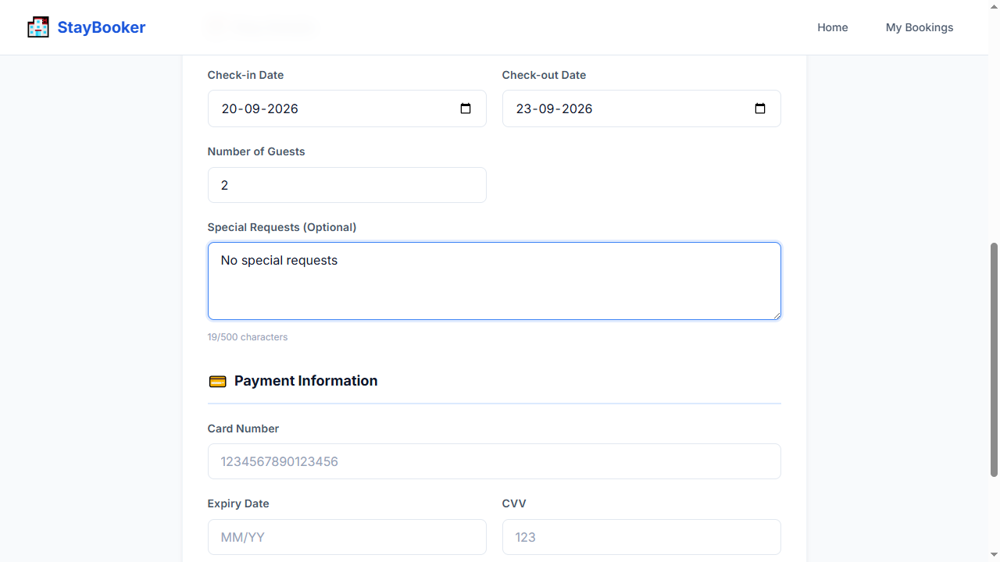 StayBooker
Home
My Bookings
Check-in Date
Check-out Date
20-09-2026
23-09-2026
Number of Guests
2
Special Requests (Optional)
No special requests
19/500 characters
Payment Information
Card Number
1234567890123456
Expiry Date
CVV
MM/YY
123